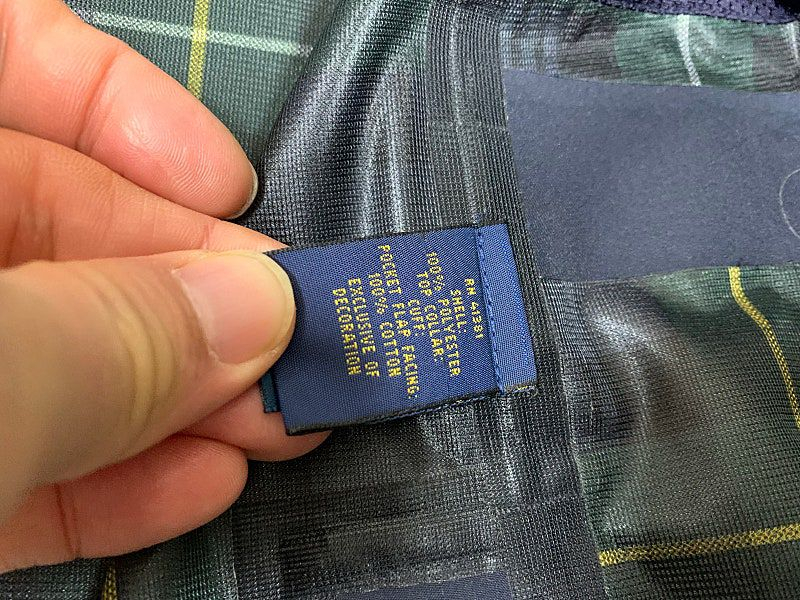 RN 41381
SHELL:
100% POLYESTER
TOP COLLAR:
CUFF:
POCKET FLAP FACING:
100% COTTON
EXCLUSIVE OF
DECORATION